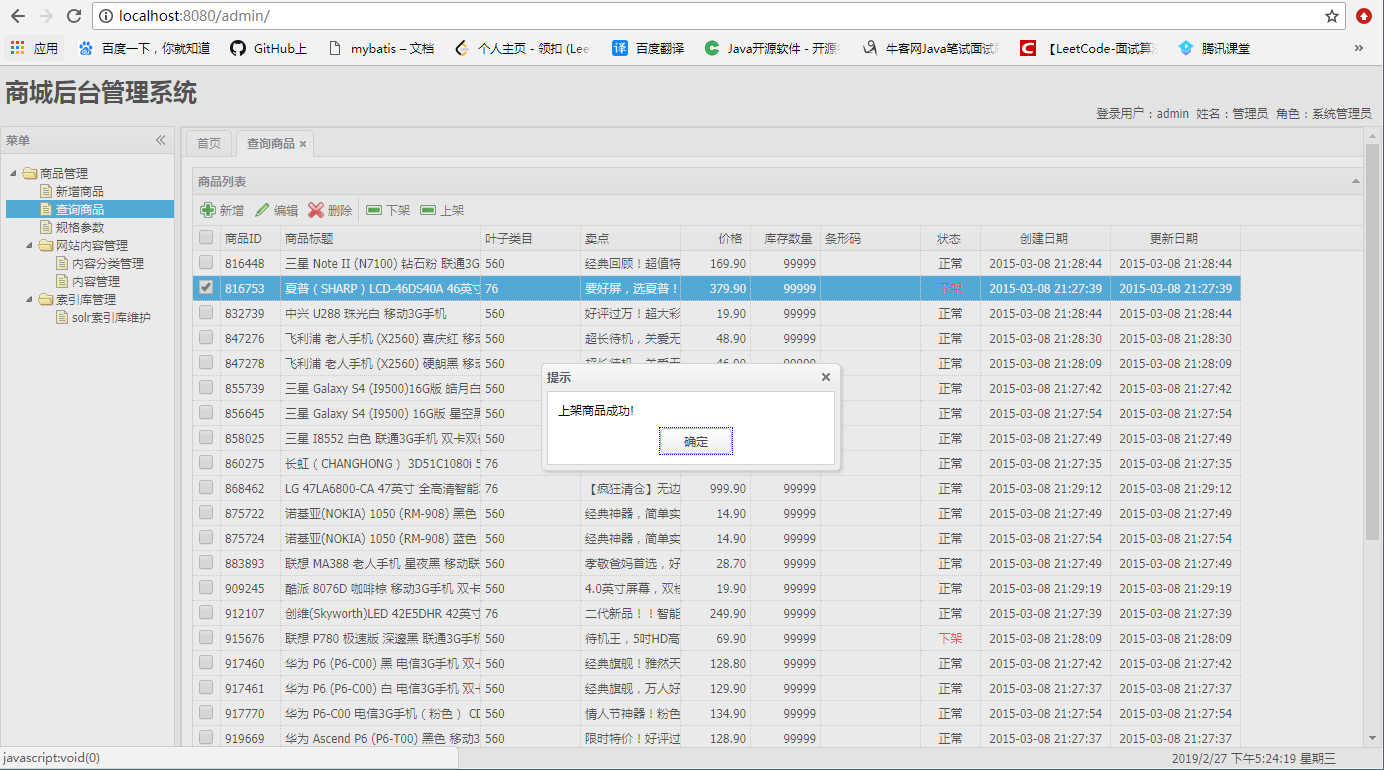 localhost:8080/admin/
应用 百度一下，你就知道 GitHub上 mybatis – 文档 个人主页 - 领扣 (Lee 百度翻译 Java开源软件 - 开源 牛客网Java笔试面试 【LeetCode-面试算 腾讯课堂 »
商城后台管理系统
登录用户：admin 姓名：管理员 角色：系统管理员
菜单
商品管理
新增商品
查询商品
规格参数
网站内容管理
内容分类管理
内容管理
索引库管理
solr索引库维护
首页 查询商品
商品列表
新增 编辑 删除 下架 上架
商品ID 商品标题 叶子类目 卖点 价格 库存数量 条形码 状态 创建日期 更新日期
816448 三星 Note II (N7100) 钻石粉 联通3G 560 经典回顾！超值特 169.90 99999 正常 2015-03-08 21:28:44 2015-03-08 21:28:44
816753 夏普（SHARP）LCD-46DS40A 46英寸 76 要好屏，选夏普！ 379.90 99999 下架 2015-03-08 21:27:39 2015-03-08 21:27:39
832739 中兴 U288 珠光白 移动3G手机 560 好评过万！超大彩 19.90 99999 正常 2015-03-08 21:28:44 2015-03-08 21:28:44
847276 飞利浦 老人手机 (X2560) 喜庆红 移动 560 超长待机，关爱无 48.90 99999 正常 2015-03-08 21:28:30 2015-03-08 21:28:30
847278 飞利浦 老人手机 (X2560) 硬朗黑 移动 560 超长待机，关爱无 46.90 99999 正常 2015-03-08 21:28:09 2015-03-08 21:28:09
855739 三星 Galaxy S4 (I9500)16G版 皓月白 560 正常 2015-03-08 21:27:42 2015-03-08 21:27:42
856645 三星 Galaxy S4 (I9500) 16G版 星空黑 560 正常 2015-03-08 21:27:54 2015-03-08 21:27:54
858025 三星 I8552 白色 联通3G手机 双卡双待 560 正常 2015-03-08 21:27:49 2015-03-08 21:27:49
860275 长虹（CHANGHONG） 3D51C1080i 5 76 正常 2015-03-08 21:27:35 2015-03-08 21:27:35
868462 LG 47LA6800-CA 47英寸 全高清智能 76 【疯狂清仓】无边 999.90 99999 正常 2015-03-08 21:29:12 2015-03-08 21:29:12
875722 诺基亚(NOKIA) 1050 (RM-908) 黑色 560 经典神器，简单实 14.90 99999 正常 2015-03-08 21:27:49 2015-03-08 21:27:49
875724 诺基亚(NOKIA) 1050 (RM-908) 蓝色 560 经典神器，简单实 14.90 99999 正常 2015-03-08 21:27:54 2015-03-08 21:27:54
883893 联想 MA388 老人手机 星夜黑 移动联 560 孝敬爸妈首选，好 28.70 99999 正常 2015-03-08 21:27:49 2015-03-08 21:27:49
909245 酷派 8076D 咖啡棕 移动3G手机 双卡 560 4.0英寸屏幕，双核 19.90 99999 正常 2015-03-08 21:29:19 2015-03-08 21:29:19
912107 创维(Skyworth)LED 42E5DHR 42英寸 76 二代新品！！智能 249.90 99999 正常 2015-03-08 21:27:39 2015-03-08 21:27:39
915676 联想 P780 极速版 深邃黑 联通3G手机 560 待机王，5吋HD高 69.90 99999 下架 2015-03-08 21:28:09 2015-03-08 21:28:09
917460 华为 P6 (P6-C00) 黑 电信3G手机 双卡 560 经典旗舰！雅然天 128.80 99999 正常 2015-03-08 21:27:42 2015-03-08 21:27:42
917461 华为 P6 (P6-C00) 白 电信3G手机 双卡 560 经典旗舰，万人好 129.90 99999 正常 2015-03-08 21:27:37 2015-03-08 21:27:37
917770 华为 P6-C00 电信3G手机（粉色） CD 560 情人节神器！粉色 134.90 99999 正常 2015-03-08 21:27:54 2015-03-08 21:27:54
919669 华为 Ascend P6 (P6-T00) 黑色 移动3 560 限时特价！好评过 128.90 99999 正常 2015-03-08 21:27:37 2015-03-08 21:27:37
提示
上架商品成功!
确定
javascript:void(0)
2019/2/27 下午5:24:19 星期三